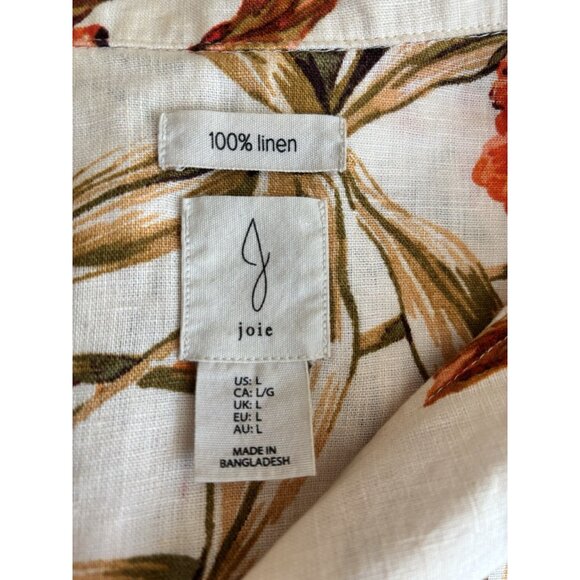 100% linen
J
joie
US: L
CA: L/G
UK: L
EU: L
AU: L
MADE IN
BANGLADESH